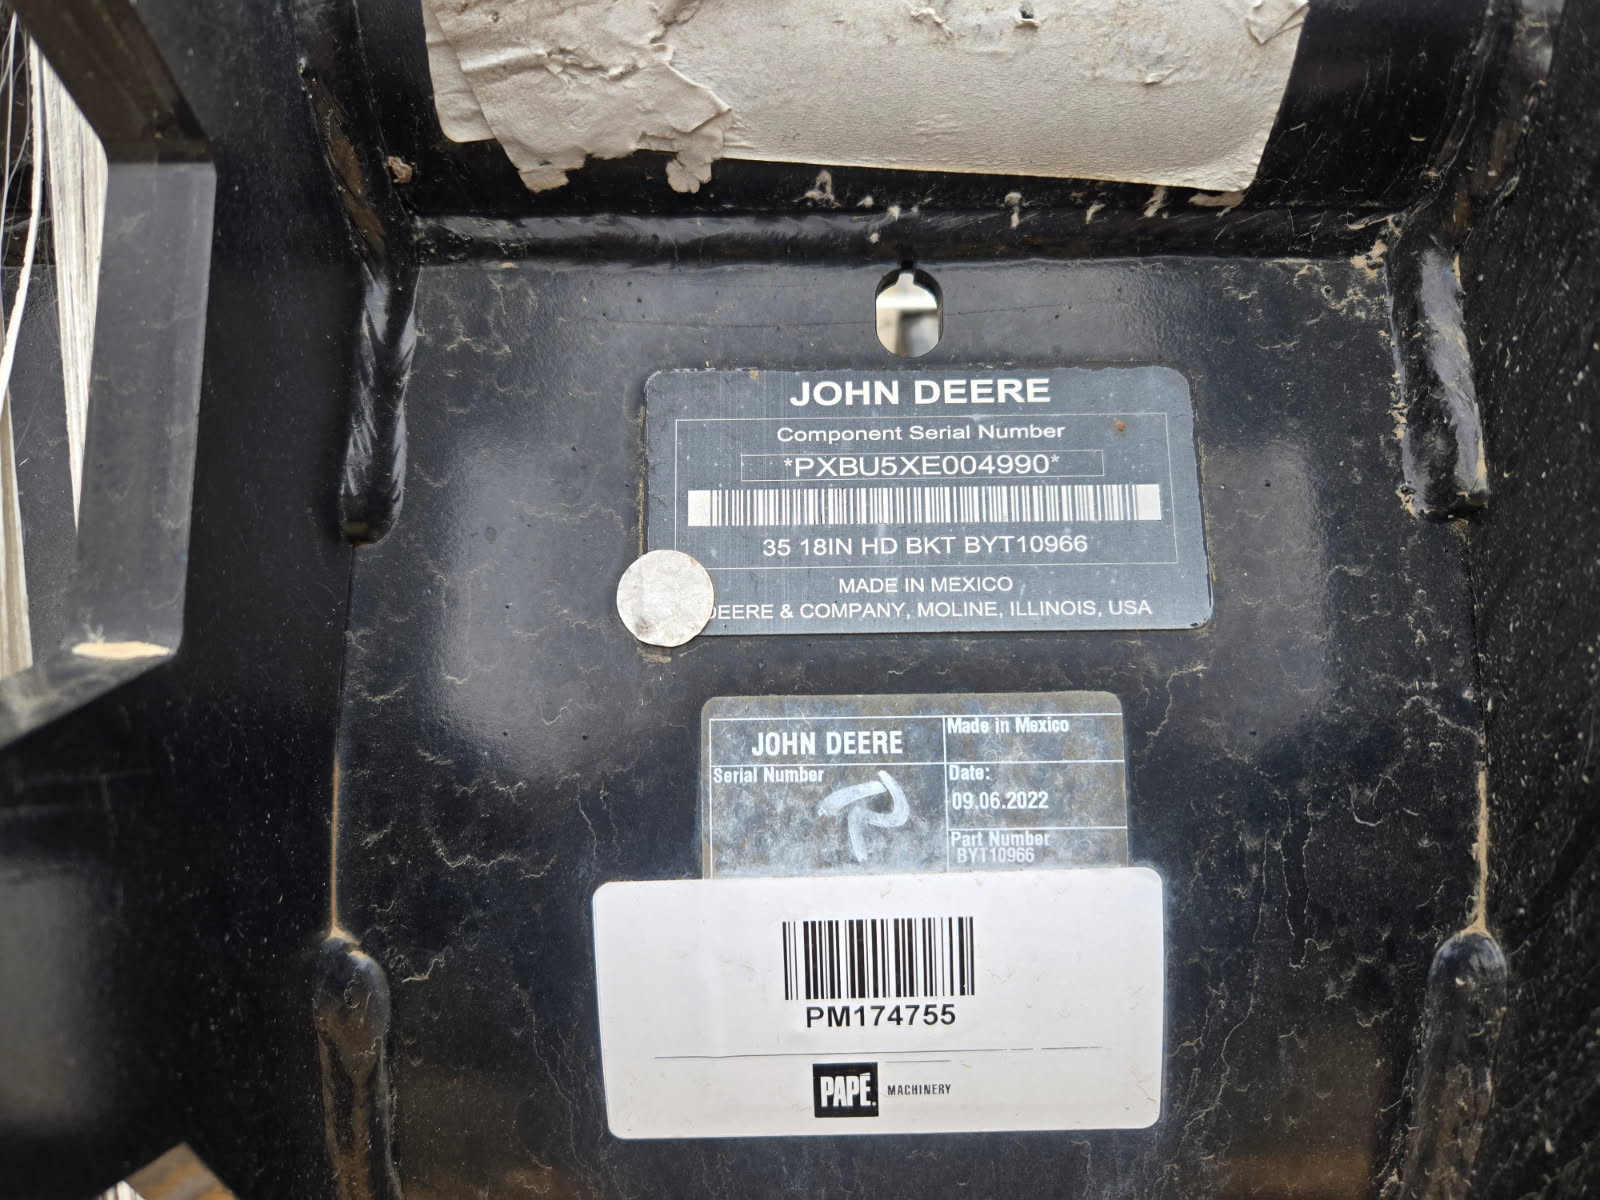 JOHN DEERE
Component Serial Number
*PXBU5XE004990*
35 18IN HD BKT BYT10966
MADE IN MEXICO
DEERE & COMPANY, MOLINE, ILLINOIS, USA
JOHN DEERE
Made in Mexico
Serial Number
Date:
09.06.2022
Part Number
BYT10966
PM174755
PAPÉ MACHINERY